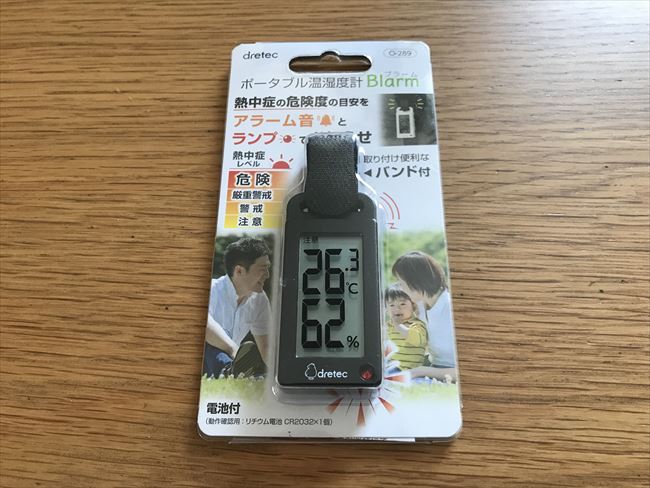 dretec
O-289
ポータブル温湿度計
ブラーム
Blarm
熱中症の危険度の目安を
アラーム音と
ランプで
せ
熱中症
レベル
危険
厳重警戒
警戒
注意
取り付け便利な
◀バンド付
注意
26.3℃
62%
dretec
電池付
(動作確認用:リチウム電池 CR2032×1個)